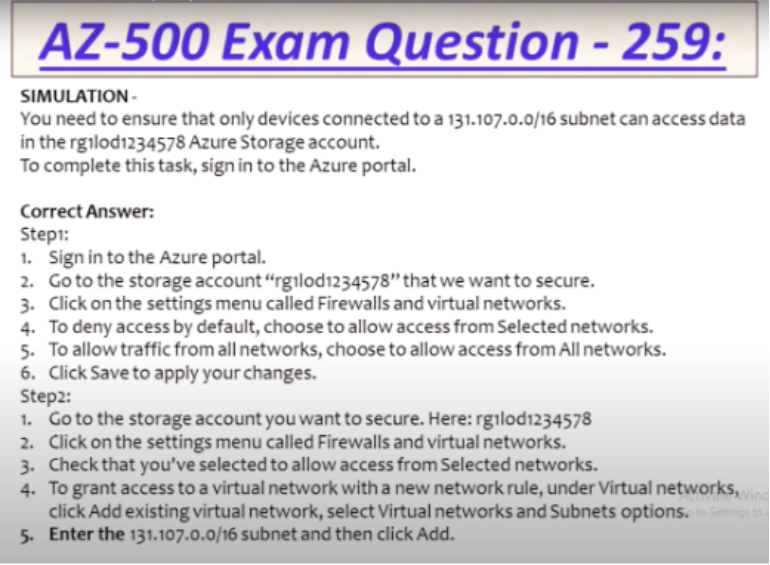 AZ-500 Exam Question - 259:
SIMULATION -
You need to ensure that only devices connected to a 131.107.0.0/16 subnet can access data
in the rg1lod1234578 Azure Storage account.
To complete this task, sign in to the Azure portal.
Correct Answer:
Step1:
1. Sign in to the Azure portal.
2. Go to the storage account “rg1lod1234578” that we want to secure.
3. Click on the settings menu called Firewalls and virtual networks.
4. To deny access by default, choose to allow access from Selected networks.
5. To allow traffic from all networks, choose to allow access from All networks.
6. Click Save to apply your changes.
Step2:
1. Go to the storage account you want to secure. Here: rg1lod1234578
2. Click on the settings menu called Firewalls and virtual networks.
3. Check that you've selected to allow access from Selected networks.
4. To grant access to a virtual network with a new network rule, under Virtual networks,
click Add existing virtual network, select Virtual networks and Subnets options.
5. Enter the 131.107.0.0/16 subnet and then click Add.